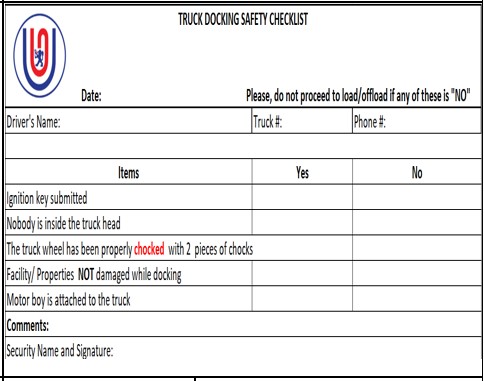 TRUCK DOCKING SAFETY CHECKLIST
Date: Please, do not proceed to load/offload if any of these is "NO"
Driver's Name: Truck #: Phone #:
Items Yes No
Ignition key submitted
Nobody is inside the truck head
The truck wheel has been properly chocked with 2 pieces of chocks
Facility/ Properties NOT damaged while docking
Motor boy is attached to the truck
Comments:
Security Name and Signature: